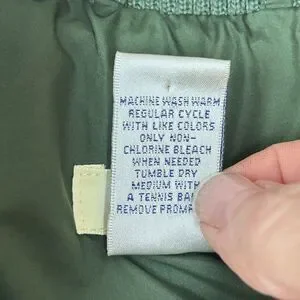 MACHINE WASH WARM
REGULAR CYCLE
WITH LIKE COLORS
ONLY NON-
CHLORINE BLEACH
WHEN NEEDED
TUMBLE DRY
MEDIUM WITH
A TENNIS
REMOVE